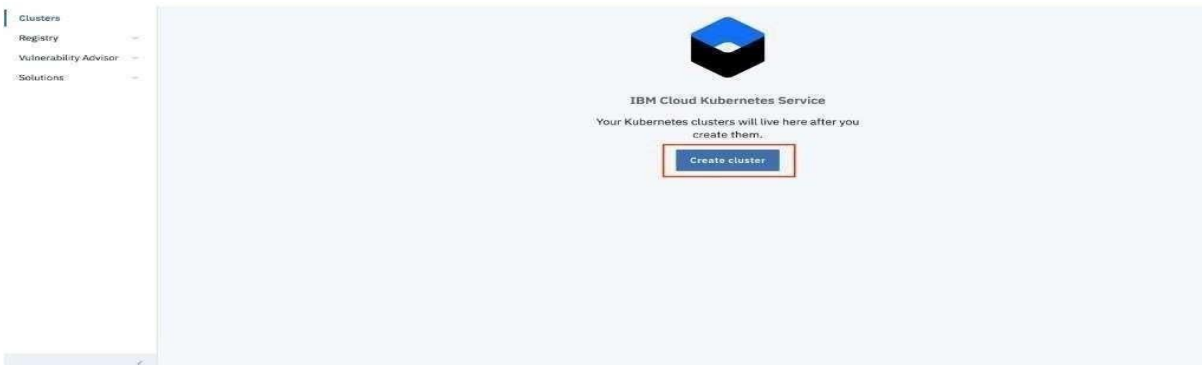 Clusters
Registry
Vulnerability Advisor
Solutions
IBM Cloud Kubernetes Service
Your Kubernetes clusters will live here after you
create them.
Create cluster